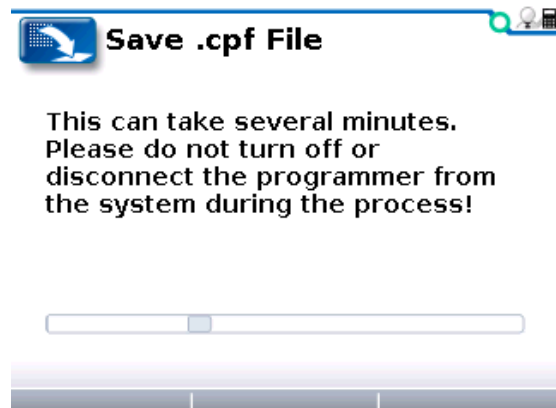 Save .cpf File
This can take several minutes.
Please do not turn off or
disconnect the programmer from
the system during the process!